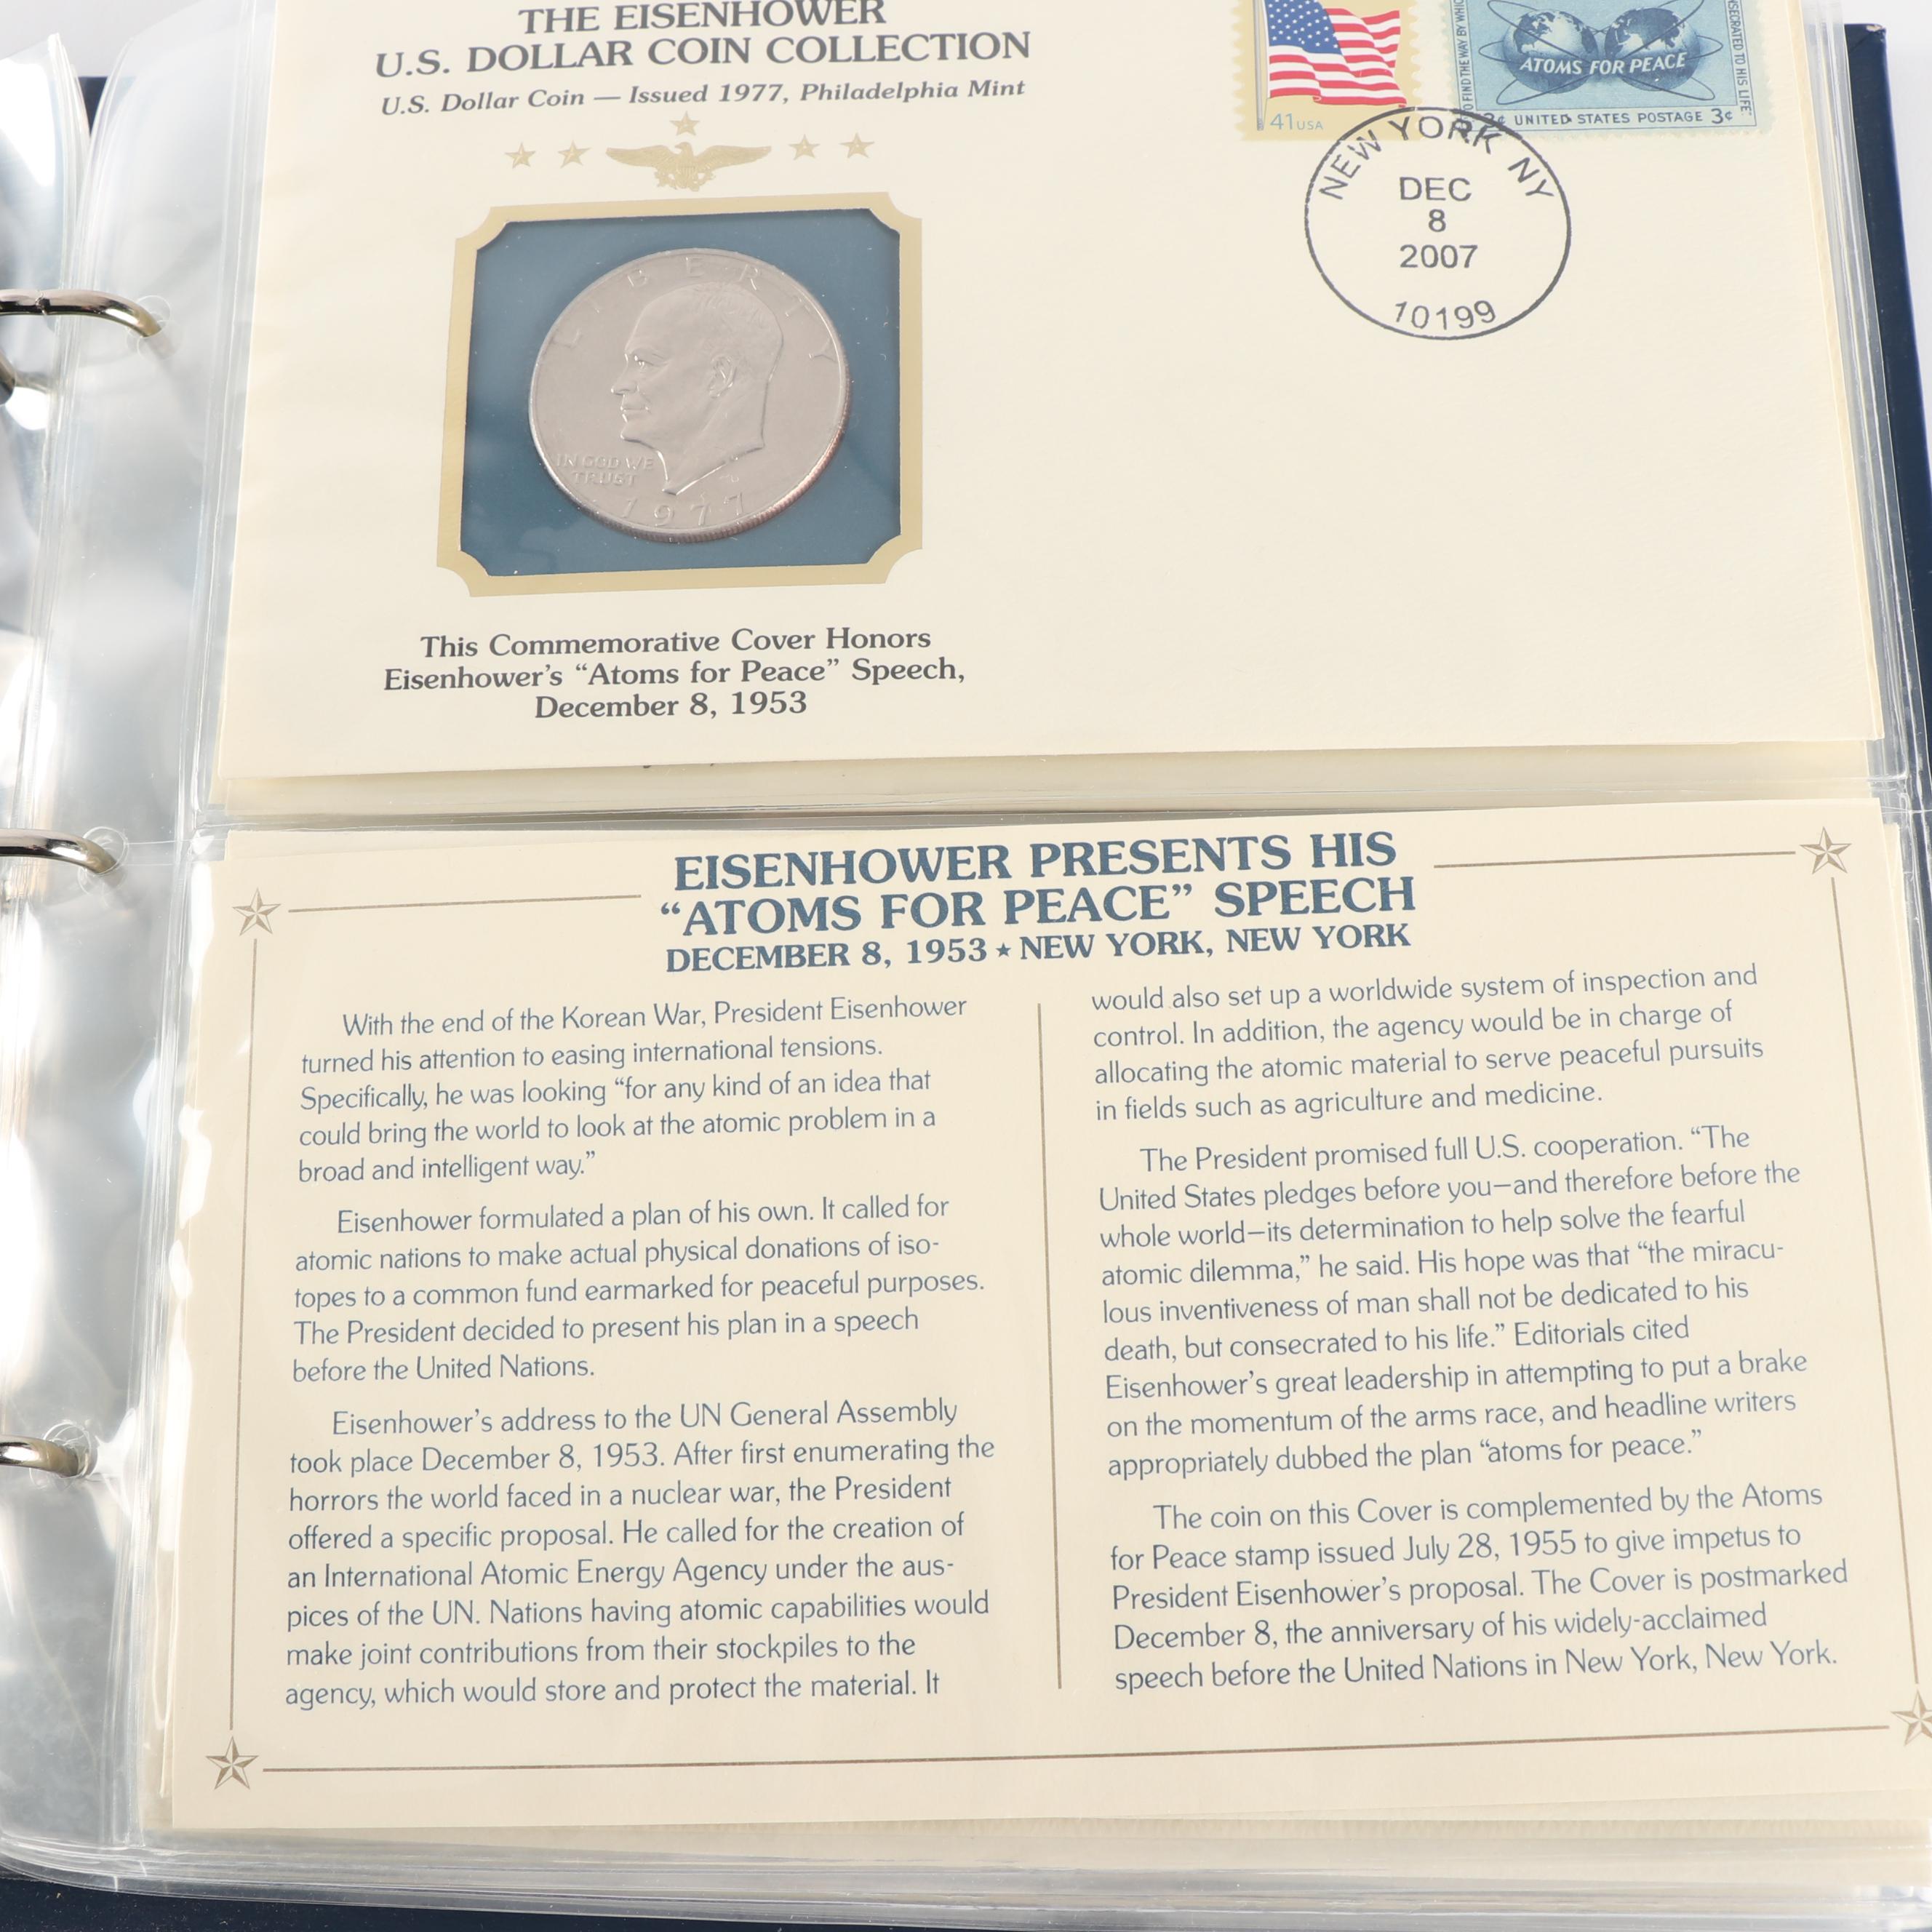 THE EISENHOWER
U.S. DOLLAR COIN COLLECTION
U.S. Dollar Coin — Issued 1977, Philadelphia Mint
41USA
TO FIND THE WAY BY WHICH
ATOMS FOR PEACE
CONSECRATED TO HIS LIFE
3¢ UNITED STATES POSTAGE 3¢
NEW YORK NY
DEC
8
2007
10199
LIBERTY
IN GOD WE
TRUST
1977
This Commemorative Cover Honors
Eisenhower's “Atoms for Peace” Speech,
December 8, 1953
EISENHOWER PRESENTS HIS
“ATOMS FOR PEACE” SPEECH
DECEMBER 8, 1953 ★ NEW YORK, NEW YORK
With the end of the Korean War, President Eisenhower
turned his attention to easing international tensions.
Specifically, he was looking “for any kind of an idea that
could bring the world to look at the atomic problem in a
broad and intelligent way.”
Eisenhower formulated a plan of his own. It called for
atomic nations to make actual physical donations of iso-
topes to a common fund earmarked for peaceful purposes.
The President decided to present his plan in a speech
before the United Nations.
Eisenhower's address to the UN General Assembly
took place December 8, 1953. After first enumerating the
horrors the world faced in a nuclear war, the President
offered a specific proposal. He called for the creation of
an International Atomic Energy Agency under the aus-
pices of the UN. Nations having atomic capabilities would
make joint contributions from their stockpiles to the
agency, which would store and protect the material. It
would also set up a worldwide system of inspection and
control. In addition, the agency would be in charge of
allocating the atomic material to serve peaceful pursuits
in fields such as agriculture and medicine.
The President promised full U.S. cooperation. “The
United States pledges before you—and therefore before the
whole world—its determination to help solve the fearful
atomic dilemma,” he said. His hope was that “the miracu-
lous inventiveness of man shall not be dedicated to his
death, but consecrated to his life.” Editorials cited
Eisenhower's great leadership in attempting to put a brake
on the momentum of the arms race, and headline writers
appropriately dubbed the plan “atoms for peace.”
The coin on this Cover is complemented by the Atoms
for Peace stamp issued July 28, 1955 to give impetus to
President Eisenhower's proposal. The Cover is postmarked
December 8, the anniversary of his widely-acclaimed
speech before the United Nations in New York, New York.